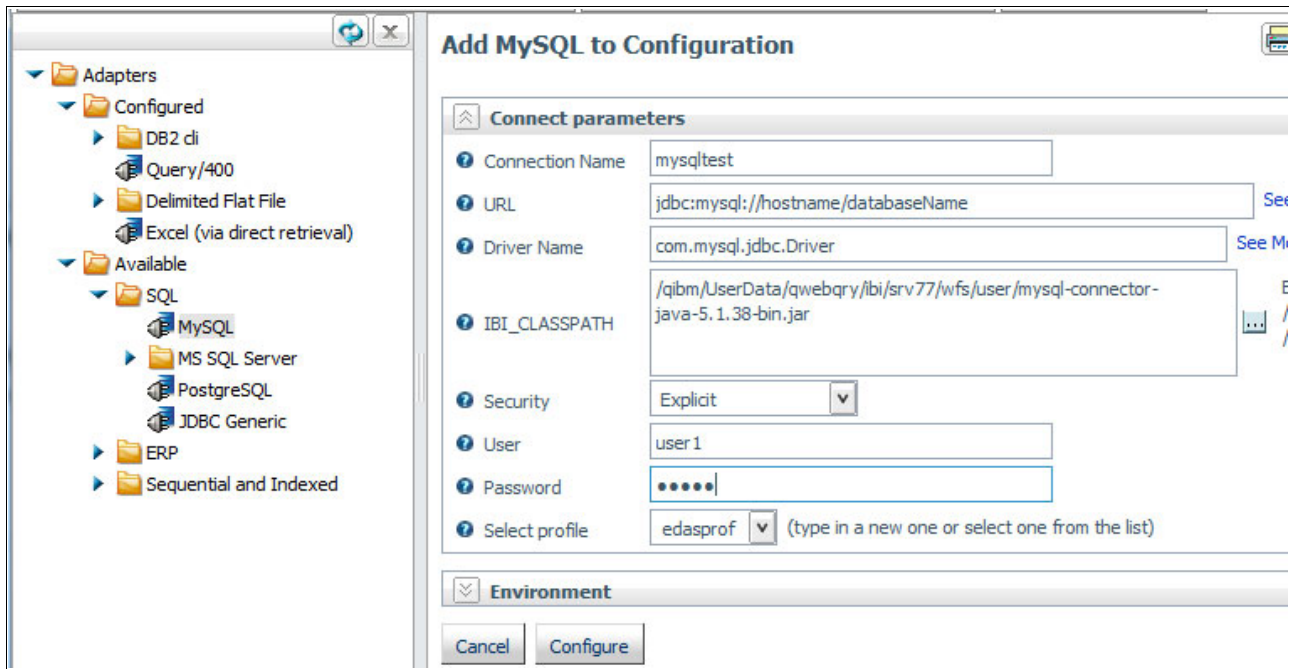 Adapters
Configured
DB2 cli
Query/400
Delimited Flat File
Excel (via direct retrieval)
Available
SQL
MySQL
MS SQL Server
PostgreSQL
JDBC Generic
ERP
Sequential and Indexed
Add MySQL to Configuration
Connect parameters
Connection Name mysqltest
URL jdbc:mysql://hostname/databaseName See
Driver Name com.mysql.jdbc.Driver See Mo
IBI_CLASSPATH /qibm/UserData/qwebqry/ibi/srv77/wfs/user/mysql-connector-
java-5.1.38-bin.jar ...
/
/
Security Explicit
User user1
Password •••••
Select profile edasprof (type in a new one or select one from the list)
Environment
Cancel Configure